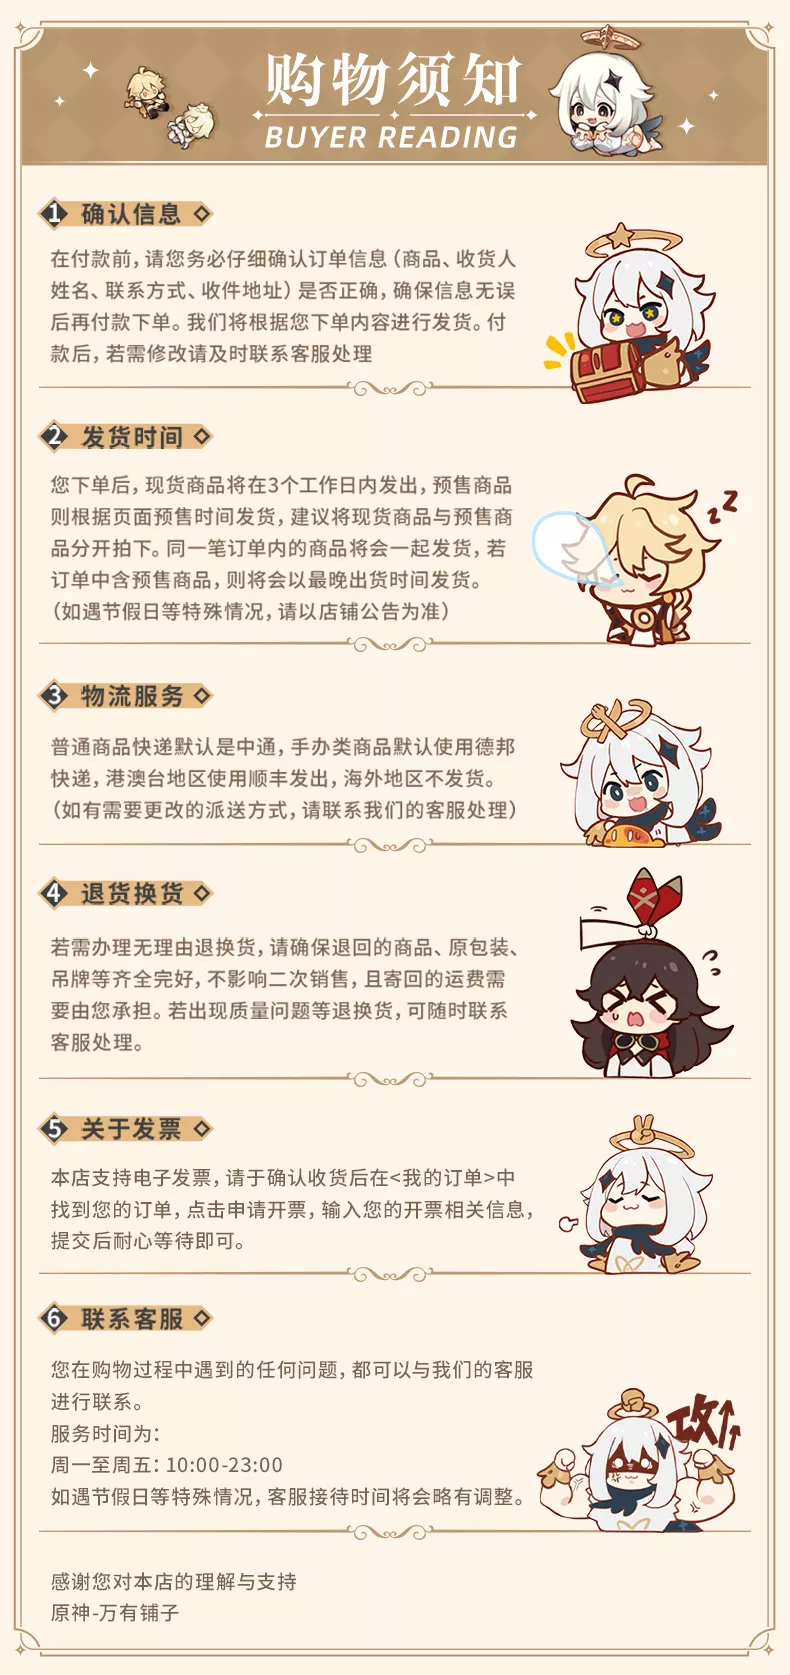 购物须知
BUYER READING
1 确认信息
在付款前，请您务必仔细确认订单信息（商品、收货人
姓名、联系方式、收件地址）是否正确，确保信息无误
后再付款下单。我们将根据您下单内容进行发货。付
款后，若需修改请及时联系客服处理
2 发货时间
您下单后，现货商品将在3个工作日内发出，预售商品
则根据页面预售时间发货，建议将现货商品与预售商
品分开拍下。同一笔订单内的商品将会一起发货，若
订单中含预售商品，则将会以最晚出货时间发货。
（如遇节假日等特殊情况，请以店铺公告为准）
zz
3 物流服务
普通商品快递默认是中通，手办类商品默认使用德邦
快递，港澳台地区使用顺丰发出，海外地区不发货。
（如有需要更改的派送方式，请联系我们的客服处理）
4 退货换货
若需办理无理由退换货，请确保退回的商品、原包装、
吊牌等齐全完好，不影响二次销售，且寄回的运费需
要由您承担。若出现质量问题等退换货，可随时联系
客服处理。
5 关于发票
本店支持电子发票，请于确认收货后在<我的订单>中
找到您的订单，点击申请开票，输入您的开票相关信息，
提交后耐心等待即可。
6 联系客服
您在购物过程中遇到的任何问题，都可以与我们的客服
进行联系。
服务时间为：
周一至周五：10:00-23:00
如遇节假日等特殊情况，客服接待时间将会略有调整。
攻↑↑
感谢您对本店的理解与支持
原神-万有铺子